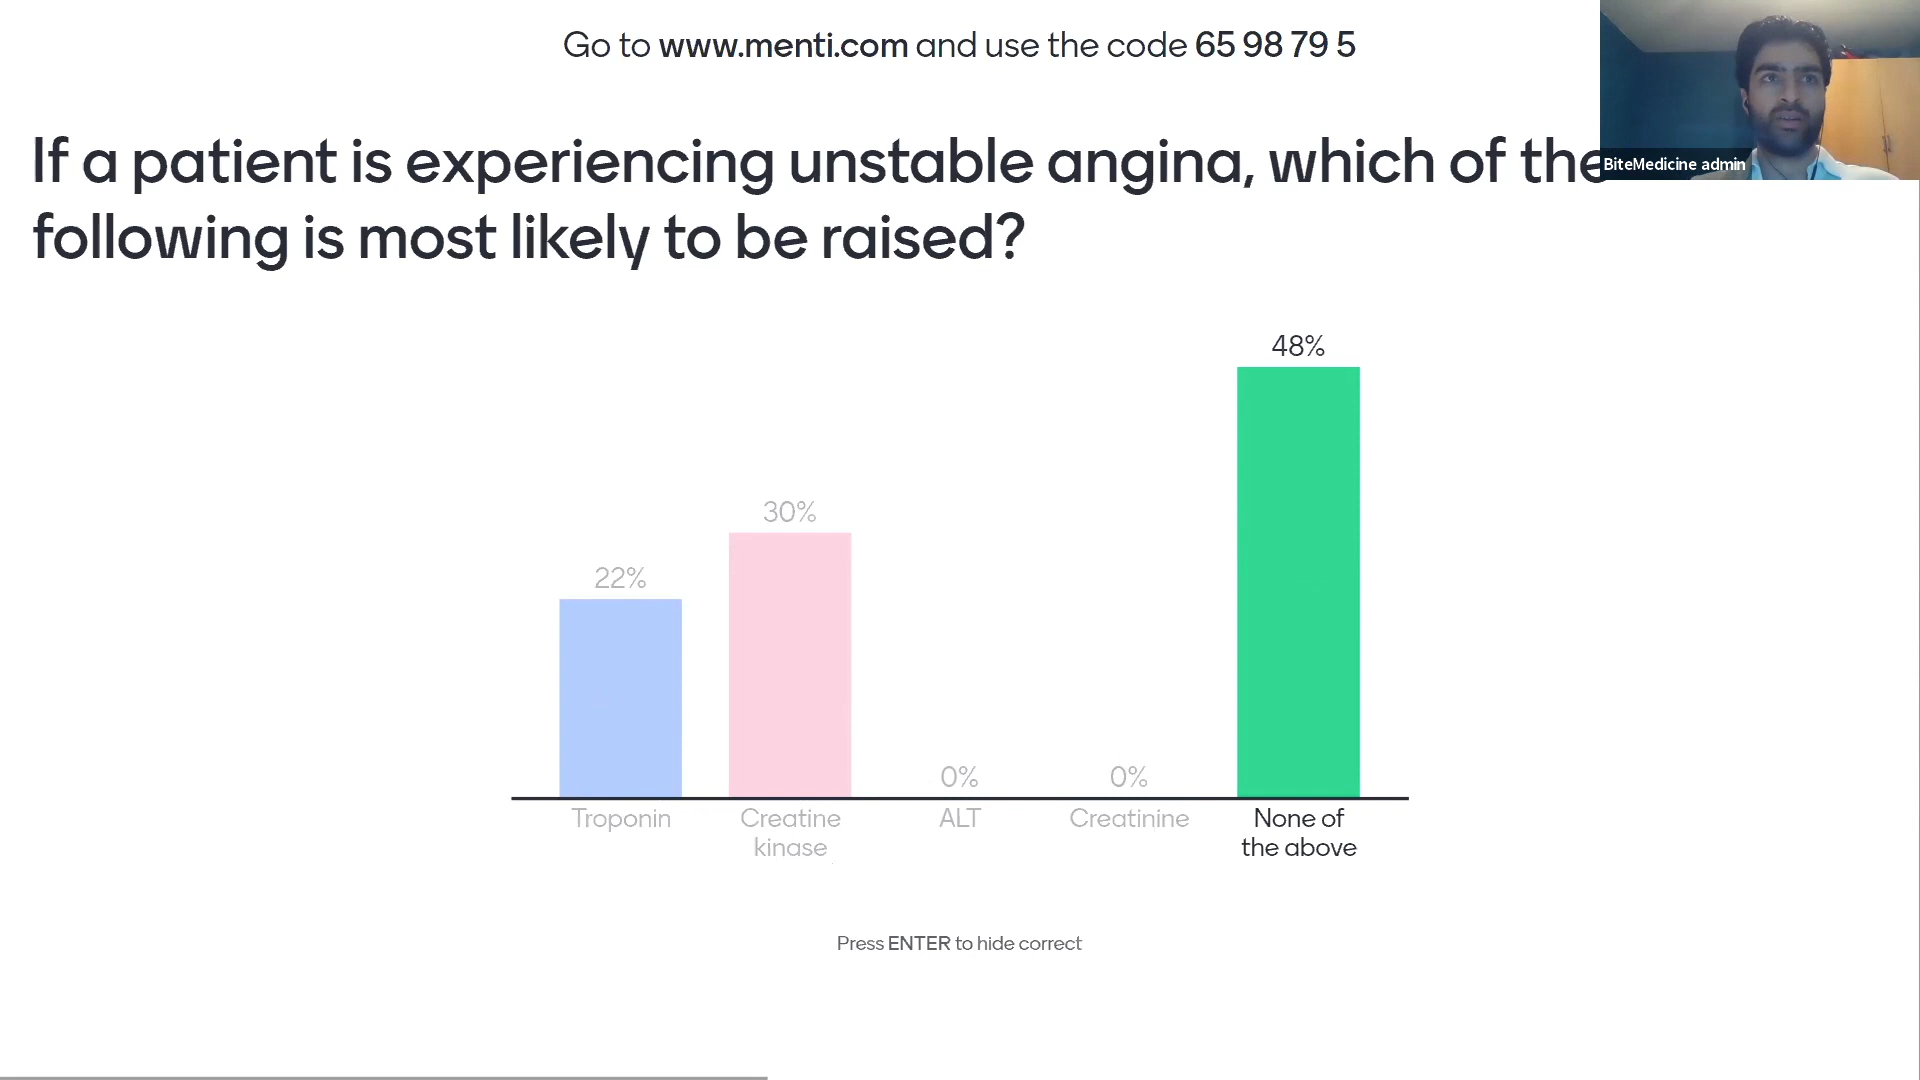 Go to www.menti.com and use the code 65 98 79 5
If a patient is experiencing unstable angina, which of the
following is most likely to be raised?
BiteMedicine admin
48%
30%
22%
0%
0%
Troponin
Creatine
kinase
ALT
Creatinine
None of
the above
Press ENTER to hide correct